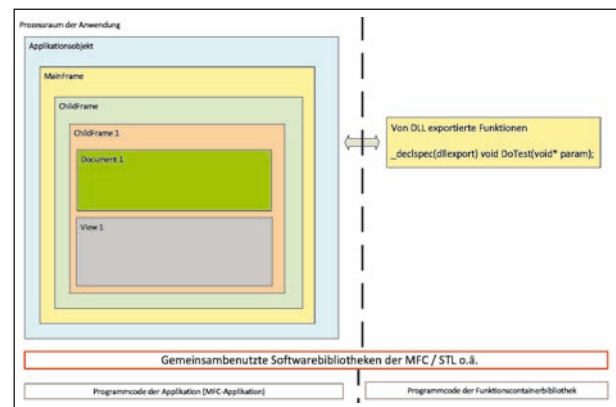 Prozessraum der Anwendung
Applikationsobjekt
MainFrame
ChildFrame
ChildFrame 1
Document 1
View 1
Von DLL exportierte Funktionen
_declspec(dllexport) void DoTest(void* param);
Gemeinsambenutzte Softwarebibliotheken der MFC / STL o.ä.
Programmcode der Applikation (MFC-Applikation)
Programmcode der Funktionscontainerbibliothek